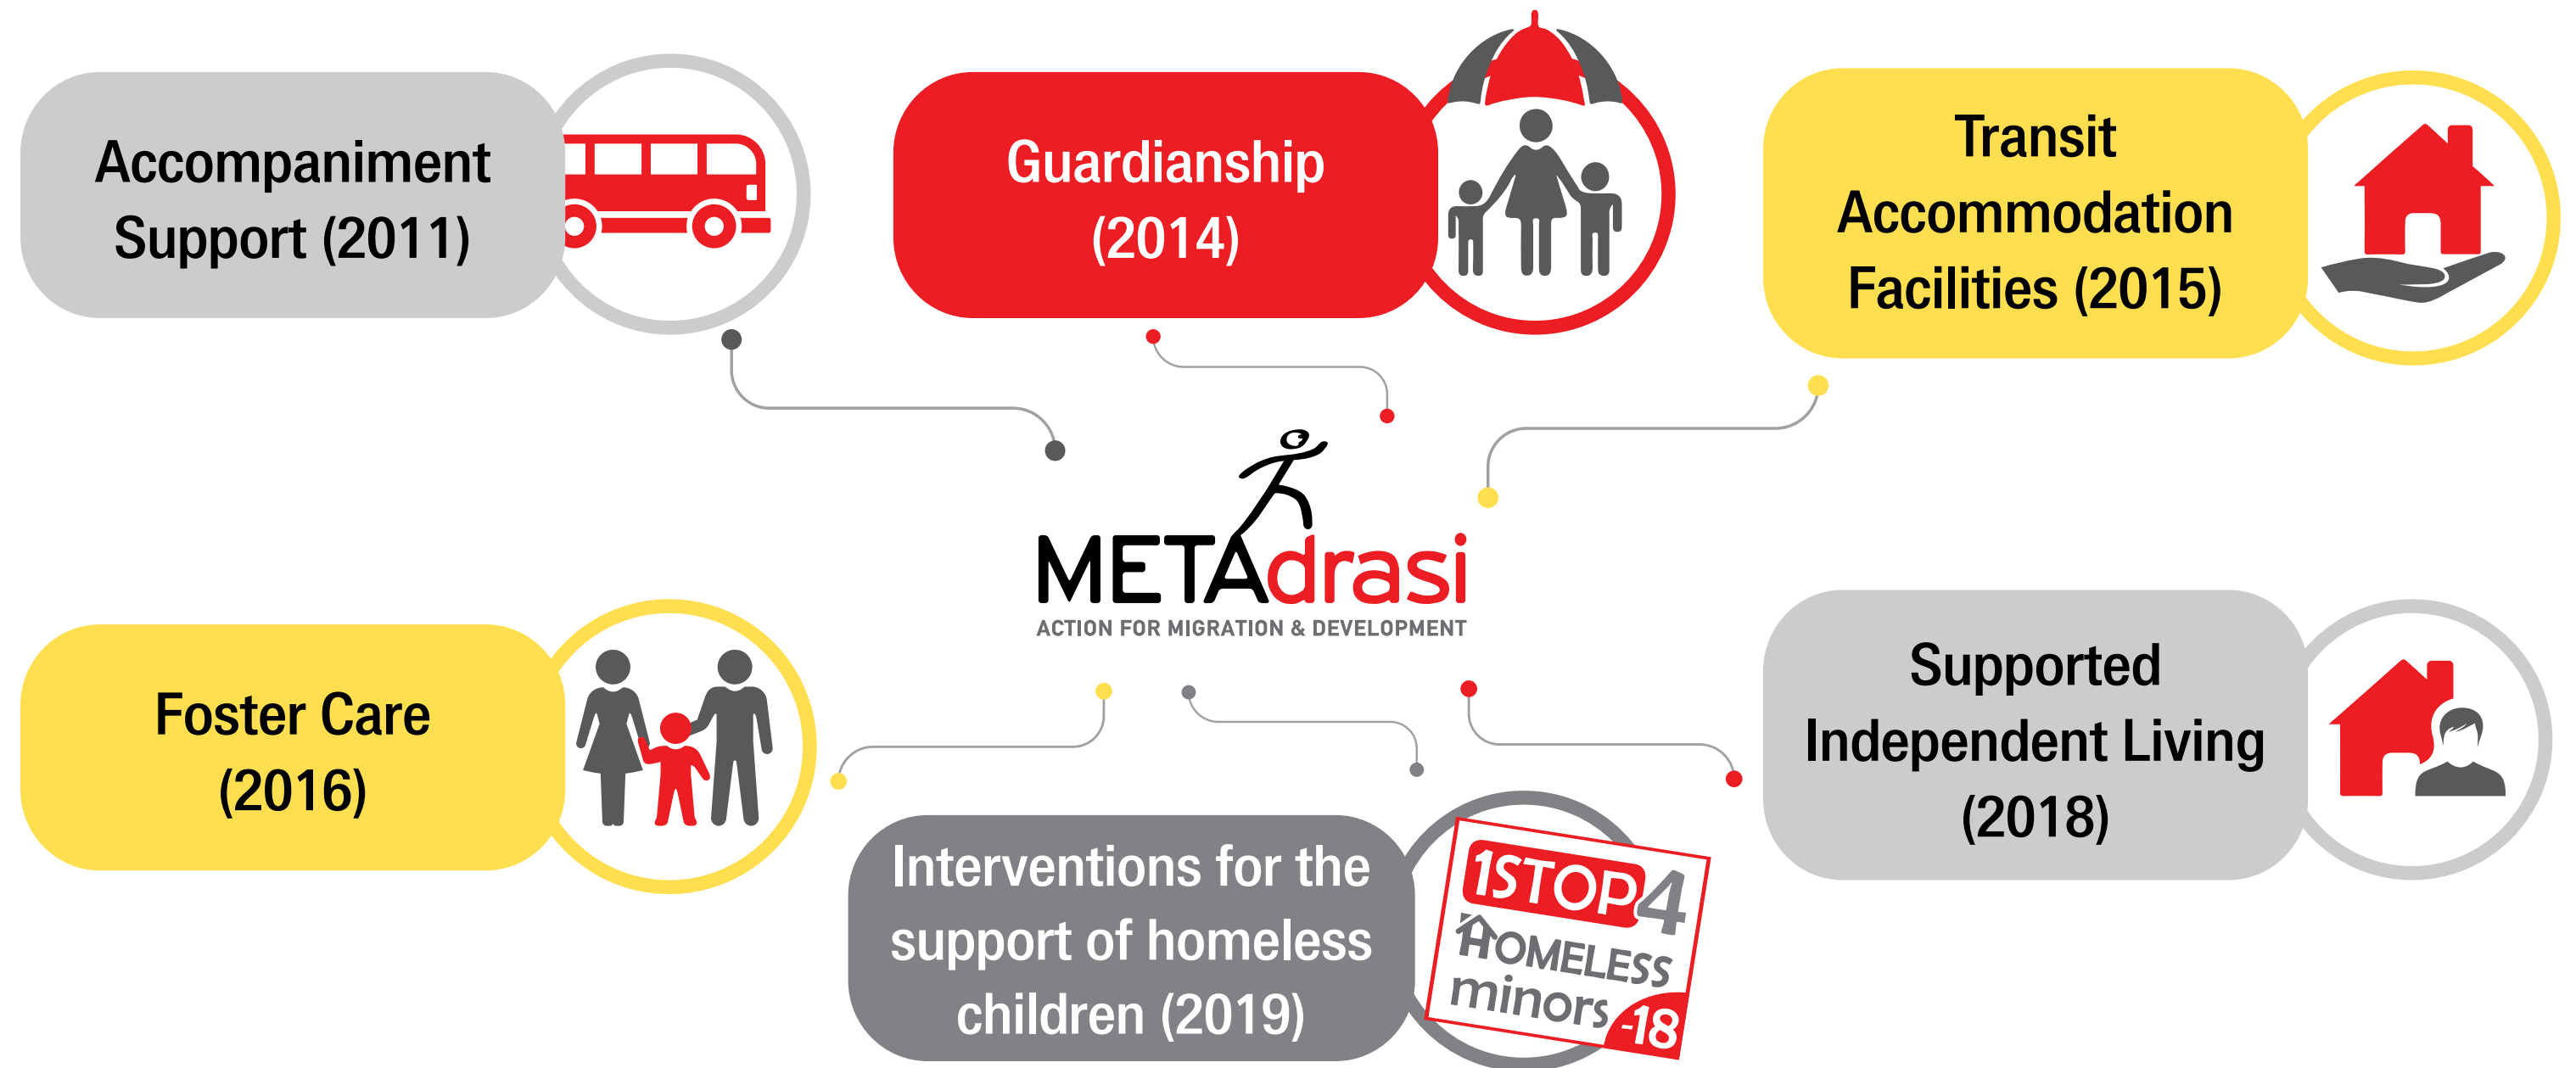 Accompaniment
Support (2011)
Guardianship
(2014)
Transit
Accommodation
Facilities (2015)
METAdrasi
ACTION FOR MIGRATION & DEVELOPMENT
Foster Care
(2016)
Interventions for the
support of homeless
children (2019)
1STOP4
HOMELESS
minors
-18
Supported
Independent Living
(2018)